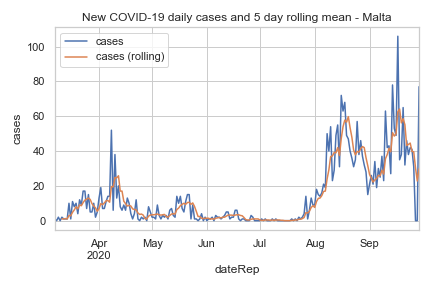 New COVID-19 daily cases and 5 day rolling mean - Malta
cases
cases (rolling)
100
80
60
40
20
0
cases
Apr
2020
May
Jun
Jul
Aug
Sep
dateRep